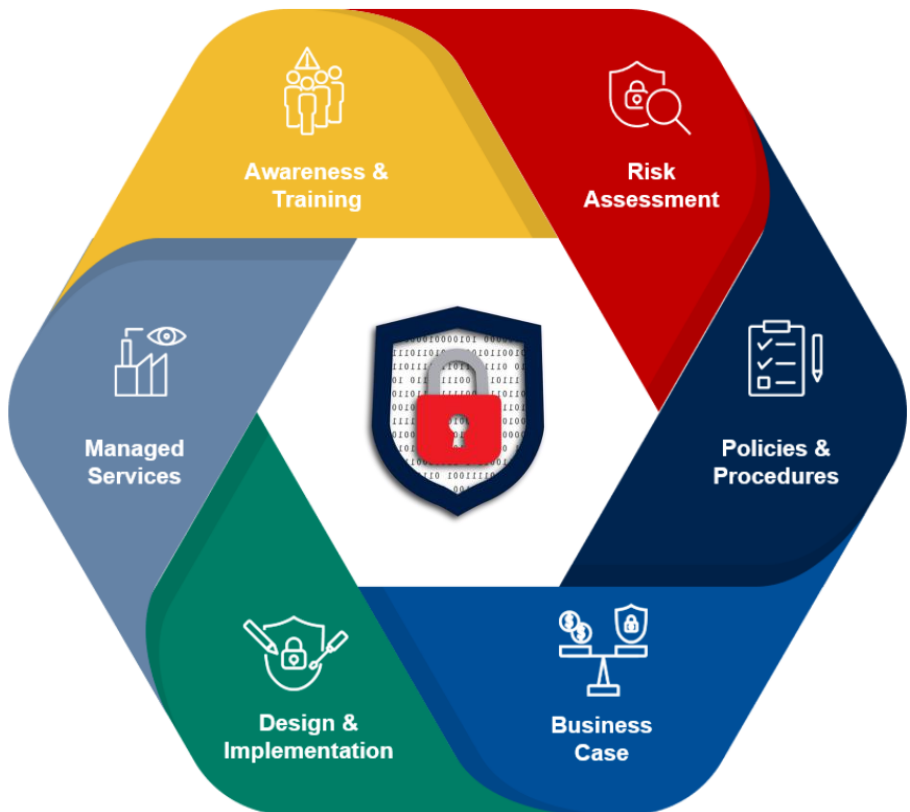 Awareness &
Training
Risk
Assessment
Managed
Services
Policies &
Procedures
Design &
Implementation
Business
Case